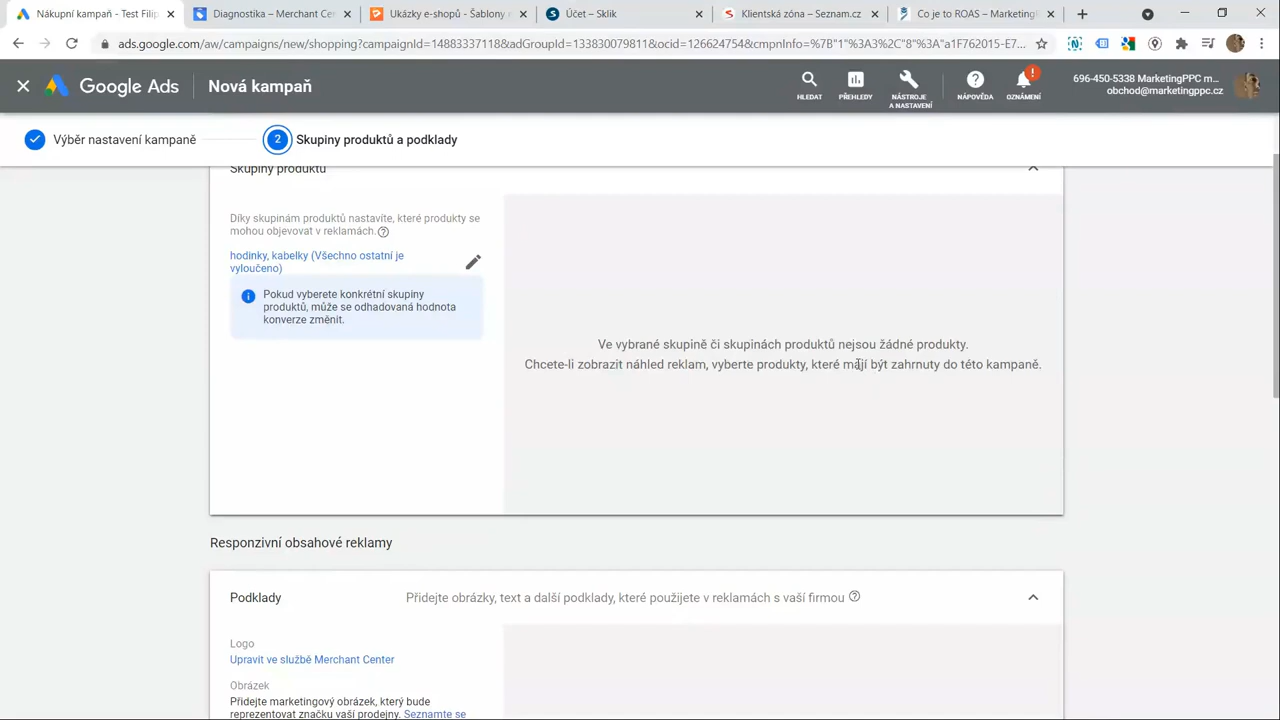 Nákupní kampaň - Test Filip
Diagnostika – Merchant Cen
Ukázky e-shopů - Šablony n
Účet – Sklik
Klientská zóna – Seznam.cz
Co je to ROAS - MarketingP
ads.google.com/aw/campaigns/new/shopping?campaignId=14883371118&adGroupId=133830079811&ocid=126624754&cmpnInfo=%7B"1"%3A3%2C"8"%3A"a1F762015-E7...
Google Ads
Nová kampaň
HLEDAT
PŘEHLEDY
NÁSTROJE
A NASTAVENÍ
NÁPOVĚDA
OZNÁMENÍ
696-450-5338 MarketingPPC m...
obchod@marketingppc.cz
Výběr nastavení kampaně
2 Skupiny produktů a podklady
Skupiny produktů
Díky skupinám produktů nastavíte, které produkty se
mohou objevovat v reklamách.
hodinky, kabelky (Všechno ostatní je
vyloučeno)
Pokud vyberete konkrétní skupiny
produktů, může se odhadovaná hodnota
konverze změnit.
Ve vybrané skupině či skupinách produktů nejsou žádné produkty.
Chcete-li zobrazit náhled reklam, vyberte produkty, které mají být zahrnuty do této kampaně.
Responzivní obsahové reklamy
Podklady
Přidejte obrázky, text a další podklady, které použijete v reklamách s vaší firmou
Logo
Upravit ve službě Merchant Center
Obrázek
Přidejte marketingový obrázek, který bude
reprezentovat značku vaší prodejny. Seznamte se